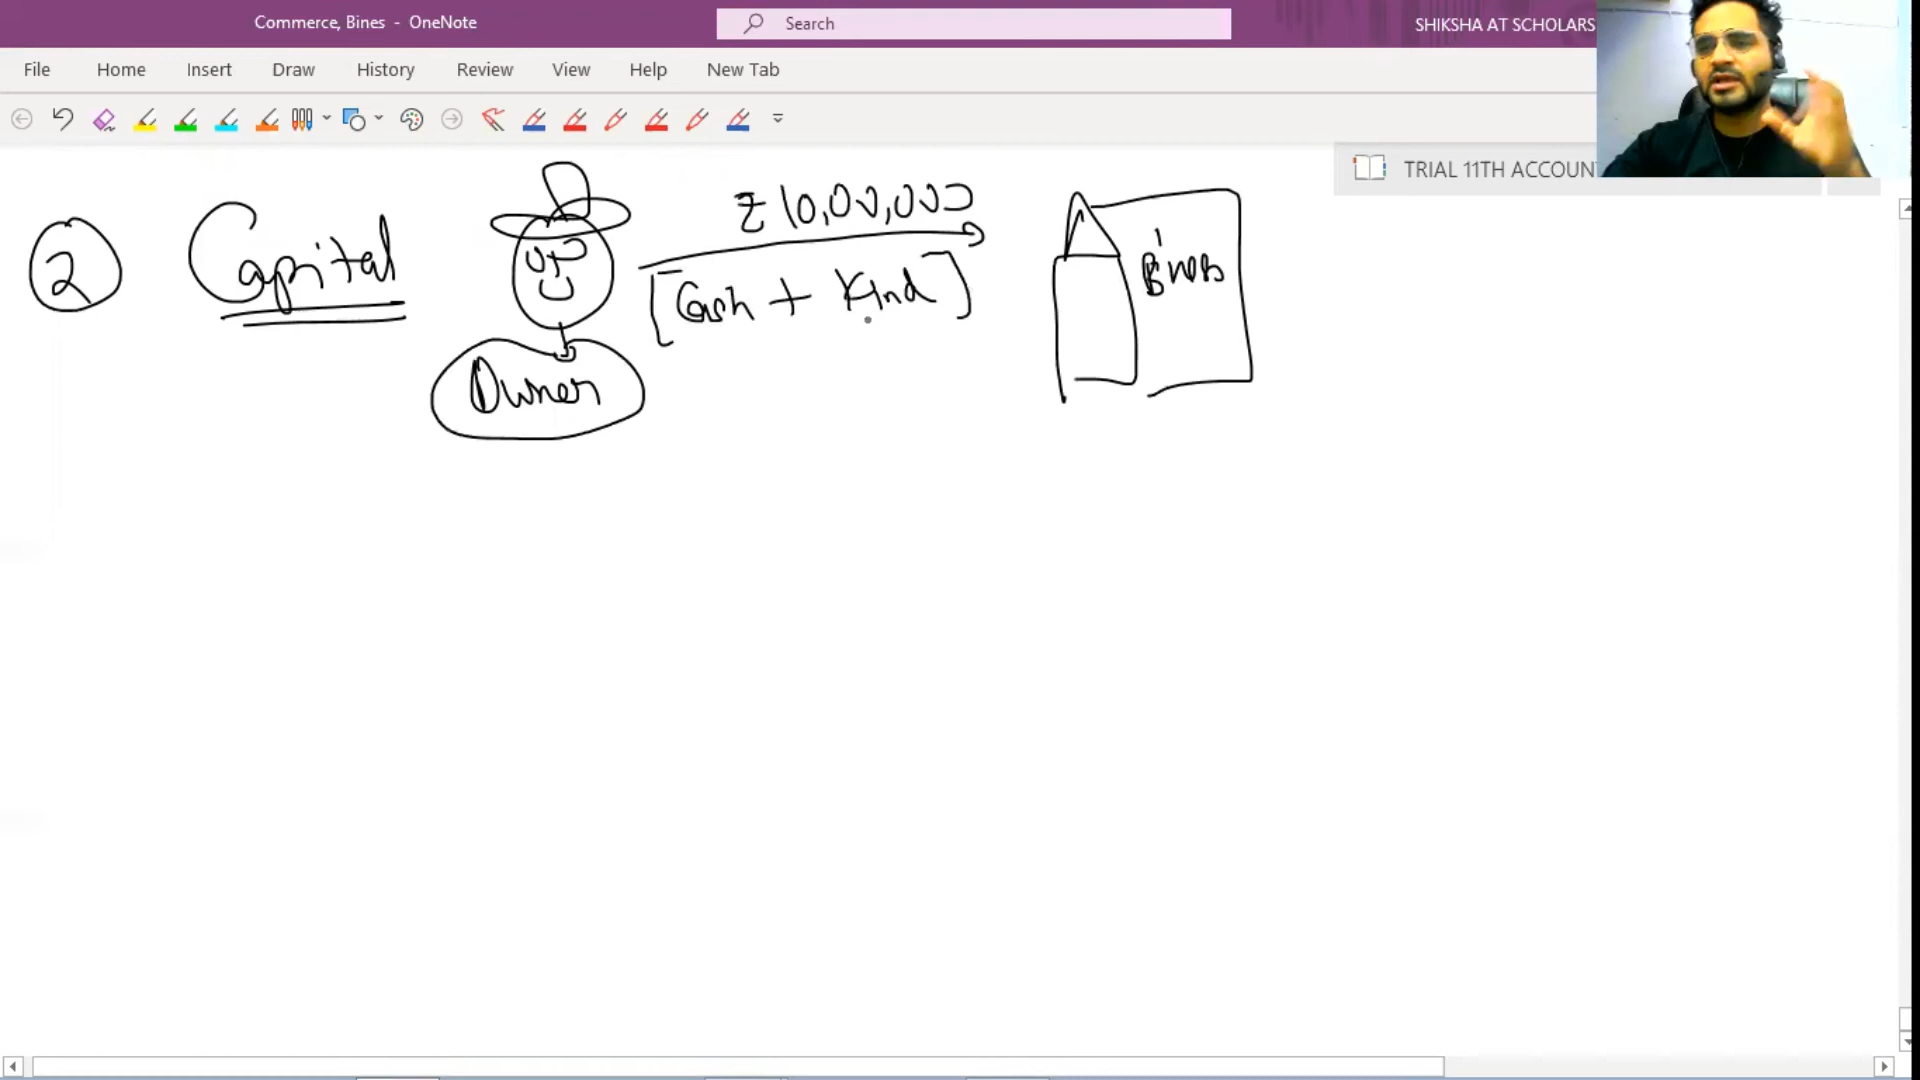 Commerce, Bines - OneNote
Search
SHIKSHA AT SCHOLARS
File Home Insert Draw History Review View Help New Tab
TRIAL 11TH ACCOUN
2 Capital
₹ 10,00,000
[Cash + Kind]
Owner